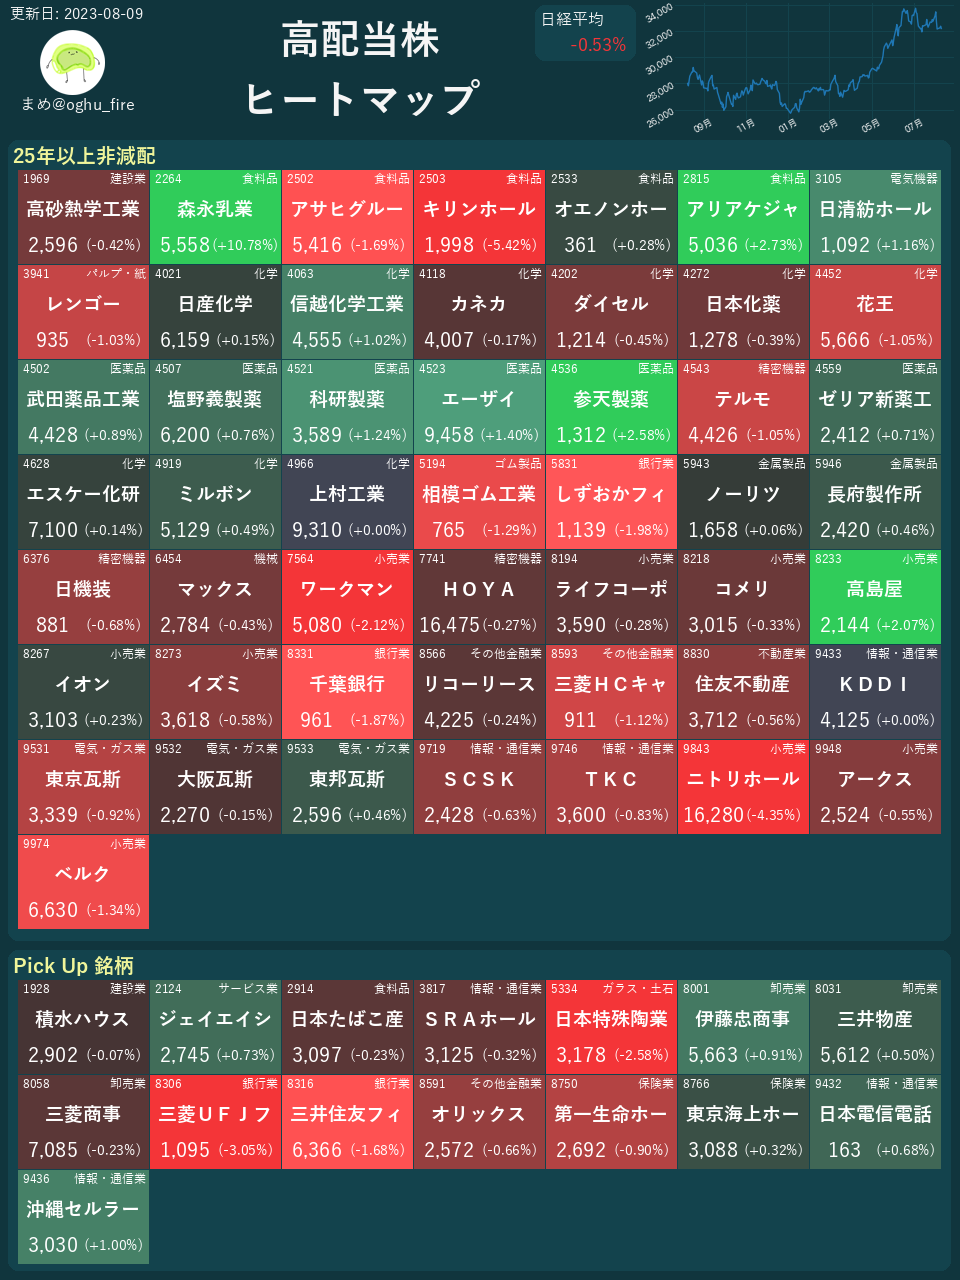 更新日: 2023-08-09
まめ@oghu_fire
高配当株
ヒートマップ
日経平均
-0.53%
34,000
32,000
30,000
28,000
26,000
09月 11月 01月 03月 05月 07月
25年以上非減配
1969 建設業 2264 食料品 2502 食料品 2503 食料品 2533 食料品 2815 食料品 3105 電気機器
高砂熱学工業 森永乳業 アサヒグルー キリンホール オエノンホー アリアケジャ 日清紡ホール
2,596 (-0.42%) 5,558 (+10.78%) 5,416 (-1.69%) 1,998 (-5.42%) 361 (+0.28%) 5,036 (+2.73%) 1,092 (+1.16%)
3941 パルプ・紙 4021 化学 4063 化学 4118 化学 4202 化学 4272 化学 4452 化学
レンゴー 日産化学 信越化学工業 カネカ ダイセル 日本化薬 花王
935 (-1.03%) 6,159 (+0.15%) 4,555 (+1.02%) 4,007 (-0.17%) 1,214 (-0.45%) 1,278 (-0.39%) 5,666 (-1.05%)
4502 医薬品 4507 医薬品 4521 医薬品 4523 医薬品 4536 医薬品 4543 精密機器 4559 医薬品
武田薬品工業 塩野義製薬 科研製薬 エーザイ 参天製薬 テルモ ゼリア新薬工
4,428 (+0.89%) 6,200 (+0.76%) 3,589 (+1.24%) 9,458 (+1.40%) 1,312 (+2.58%) 4,426 (-1.05%) 2,412 (+0.71%)
4628 化学 4919 化学 4966 化学 5194 ゴム製品 5831 銀行業 5943 金属製品 5946 金属製品
エスケー化研 ミルボン 上村工業 相模ゴム工業 しずおかフィ ノーリツ 長府製作所
7,100 (+0.14%) 5,129 (+0.49%) 9,310 (+0.00%) 765 (-1.29%) 1,139 (-1.98%) 1,658 (+0.06%) 2,420 (+0.46%)
6376 精密機器 6454 機械 7564 小売業 7741 精密機器 8194 小売業 8218 小売業 8233 小売業
日機装 マックス ワークマン ＨＯＹＡ ライフコーポ コメリ 高島屋
881 (-0.68%) 2,784 (-0.43%) 5,080 (-2.12%) 16,475 (-0.27%) 3,590 (-0.28%) 3,015 (-0.33%) 2,144 (+2.07%)
8267 小売業 8273 小売業 8331 銀行業 8566 その他金融業 8593 その他金融業 8830 不動産業 9433 情報・通信業
イオン イズミ 千葉銀行 リコーリース 三菱ＨＣキャ 住友不動産 ＫＤＤＩ
3,103 (+0.23%) 3,618 (-0.58%) 961 (-1.87%) 4,225 (-0.24%) 911 (-1.12%) 3,712 (-0.56%) 4,125 (+0.00%)
9531 電気・ガス業 9532 電気・ガス業 9533 電気・ガス業 9719 情報・通信業 9746 情報・通信業 9843 小売業 9948 小売業
東京瓦斯 大阪瓦斯 東邦瓦斯 ＳＣＳＫ ＴＫＣ ニトリホール アークス
3,339 (-0.92%) 2,270 (-0.15%) 2,596 (+0.46%) 2,428 (-0.63%) 3,600 (-0.83%) 16,280 (-4.35%) 2,524 (-0.55%)
9974 小売業
ベルク
6,630 (-1.34%)
Pick Up 銘柄
1928 建設業 2124 サービス業 2914 食料品 3817 情報・通信業 5334 ガラス・土石 8001 卸売業 8031 卸売業
積水ハウス ジェイエイシ 日本たばこ産 ＳＲＡホール 日本特殊陶業 伊藤忠商事 三井物産
2,902 (-0.07%) 2,745 (+0.73%) 3,097 (-0.23%) 3,125 (-0.32%) 3,178 (-2.58%) 5,663 (+0.91%) 5,612 (+0.50%)
8058 卸売業 8306 銀行業 8316 銀行業 8591 その他金融業 8750 保険業 8766 保険業 9432 情報・通信業
三菱商事 三菱ＵＦＪフ 三井住友フィ オリックス 第一生命ホー 東京海上ホー 日本電信電話
7,085 (-0.23%) 1,095 (-3.05%) 6,366 (-1.68%) 2,572 (-0.66%) 2,692 (-0.90%) 3,088 (+0.32%) 163 (+0.68%)
9436 情報・通信業
沖縄セルラー
3,030 (+1.00%)